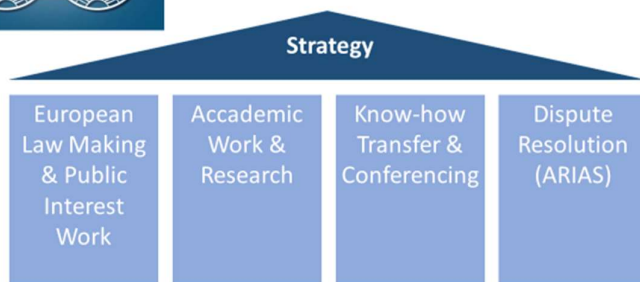 Strategy
European
Law Making
& Public
Interest
Work
Accademic
Work &
Research
Know-how
Transfer &
Conferencing
Dispute
Resolution
(ARIAS)